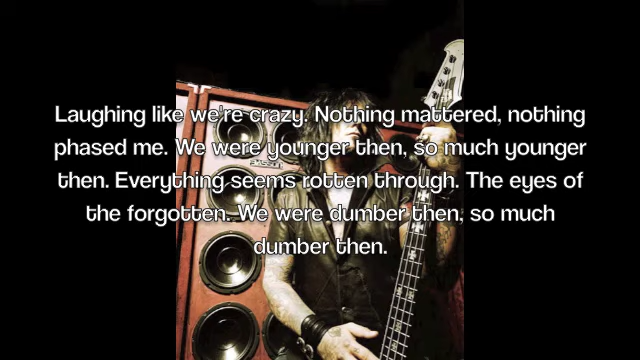 Laughing like we're crazy. Nothing mattered, nothing
phased me. We were younger then, so much younger
then. Everything seems rotten through. The eyes of
the forgotten. We were dumber then, so much
dumber then.